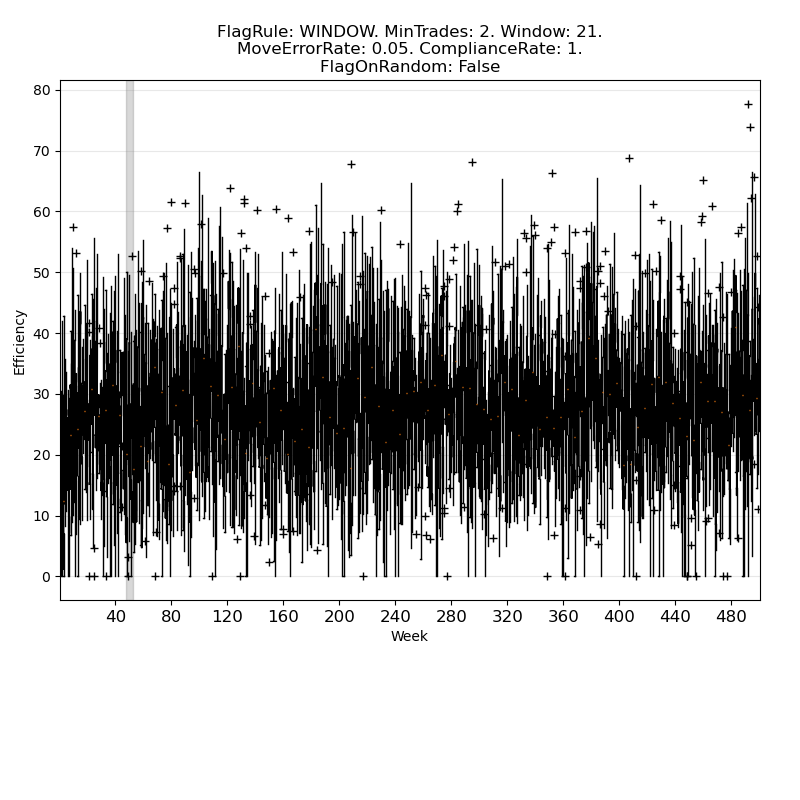 FlagRule: WINDOW. MinTrades: 2. Window: 21.
MoveErrorRate: 0.05. ComplianceRate: 1.
FlagOnRandom: False
80
70
60
50
40
30
20
10
0
Efficiency
40 80 120 160 200 240 280 320 360 400 440 480
Week